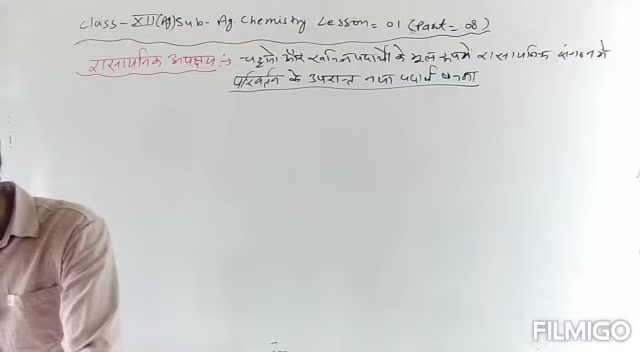 Class - XII (Ag) Sub - Ag. Chemistry Lesson = 01 (Part = 08)
रासायनिक अपक्षय :- चट्टानों और खनिज पदार्थों के मूल रूप में रासायनिक संगठन में
परिवर्तन के उपरान्त नया पदार्थ बनना
FILMIGO